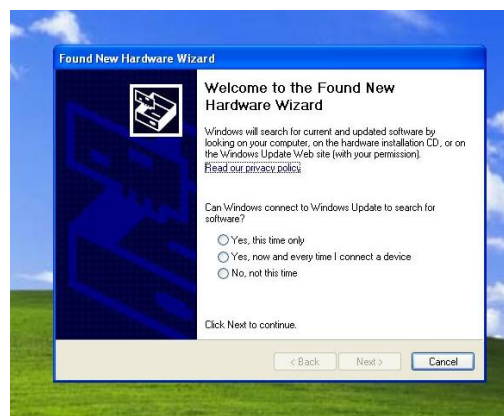 Found New Hardware Wizard
Welcome to the Found New
Hardware Wizard
Windows will search for current and updated software by
looking on your computer, on the hardware installation CD, or on
the Windows Update Web site (with your permission).
Read our privacy policy
Can Windows connect to Windows Update to search for
software?
Yes, this time only
Yes, now and every time I connect a device
No, not this time
Click Next to continue.
< Back
Next >
Cancel